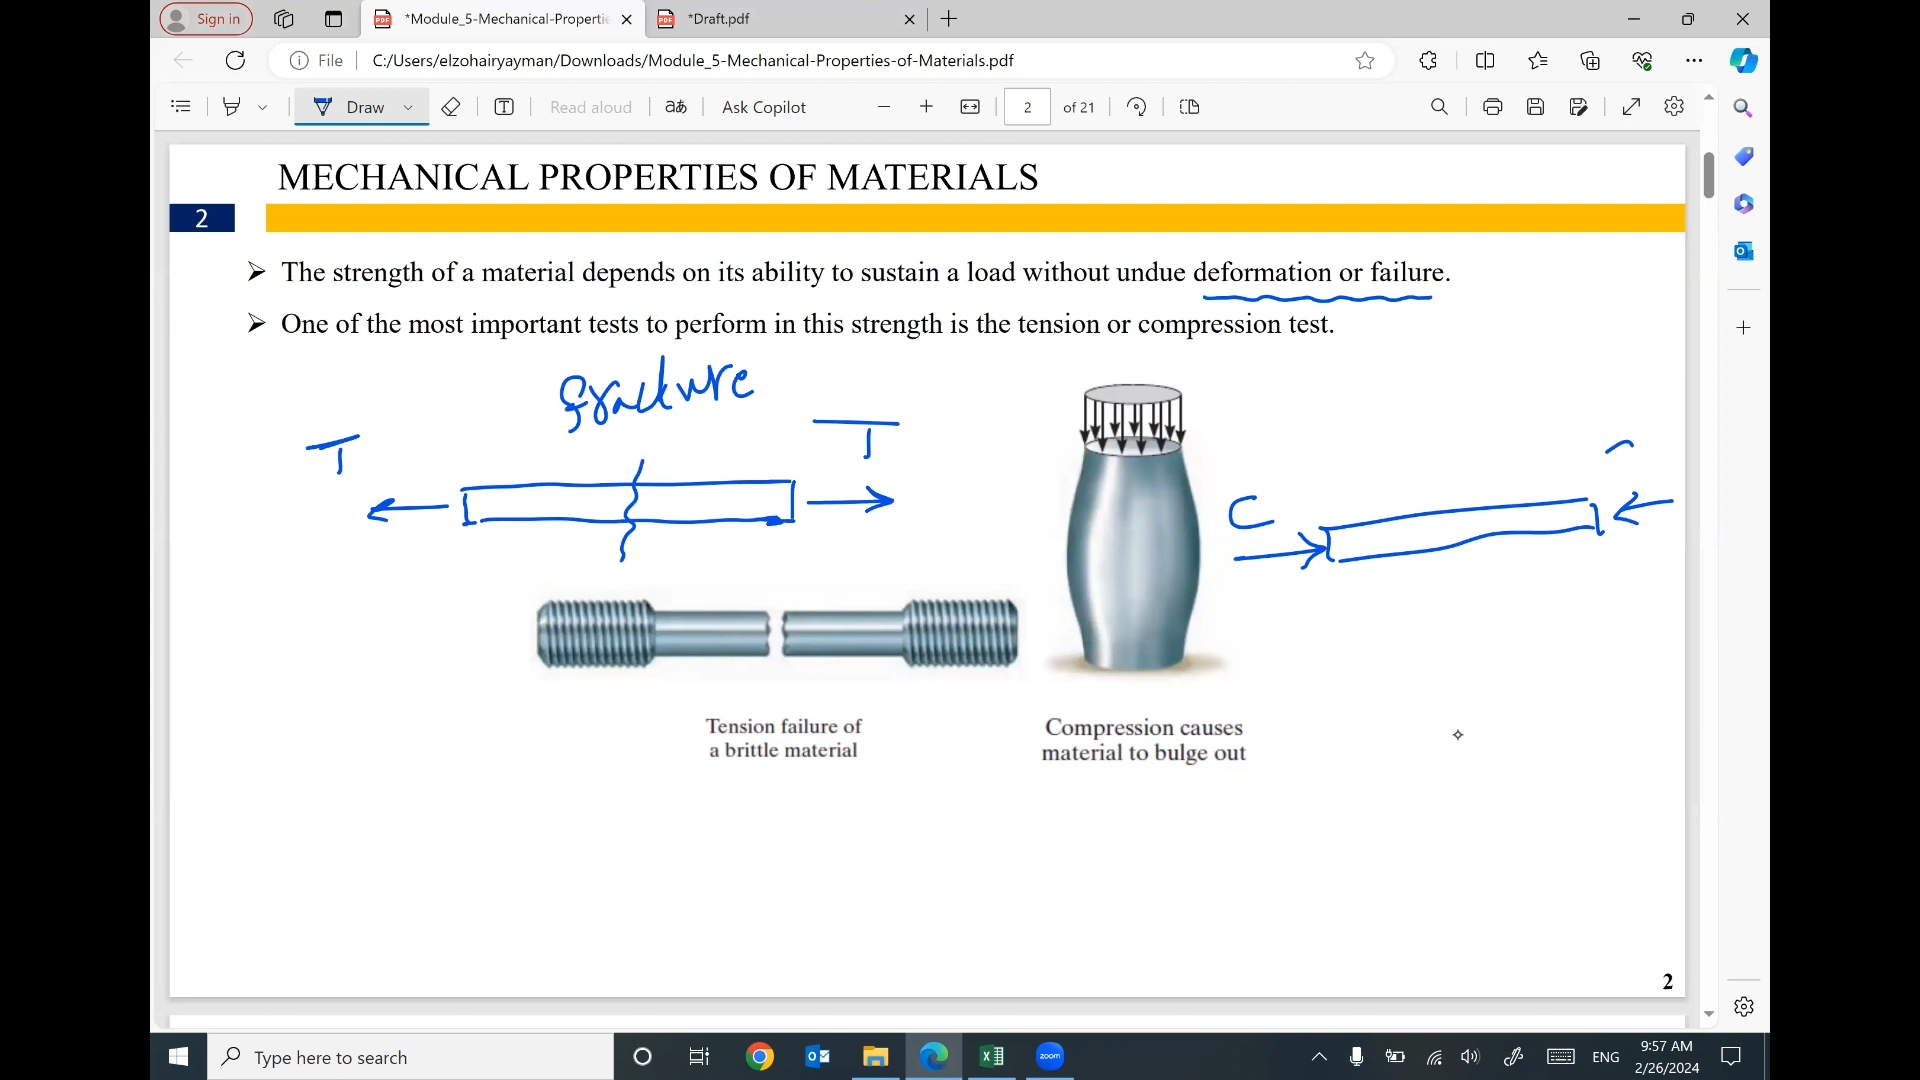 Sign in
*Module_5-Mechanical-Propertie
*Draft.pdf
File
C:/Users/elzohairyayman/Downloads/Module_5-Mechanical-Properties-of-Materials.pdf
Draw
Read aloud
aあ
Ask Copilot
2
of 21
MECHANICAL PROPERTIES OF MATERIALS
2
➢ The strength of a material depends on its ability to sustain a load without undue deformation or failure.
➢ One of the most important tests to perform in this strength is the tension or compression test.
fracture
T
T
C
Tension failure of
a brittle material
Compression causes
material to bulge out
2
Type here to search
zoom
ENG
9:57 AM
2/26/2024